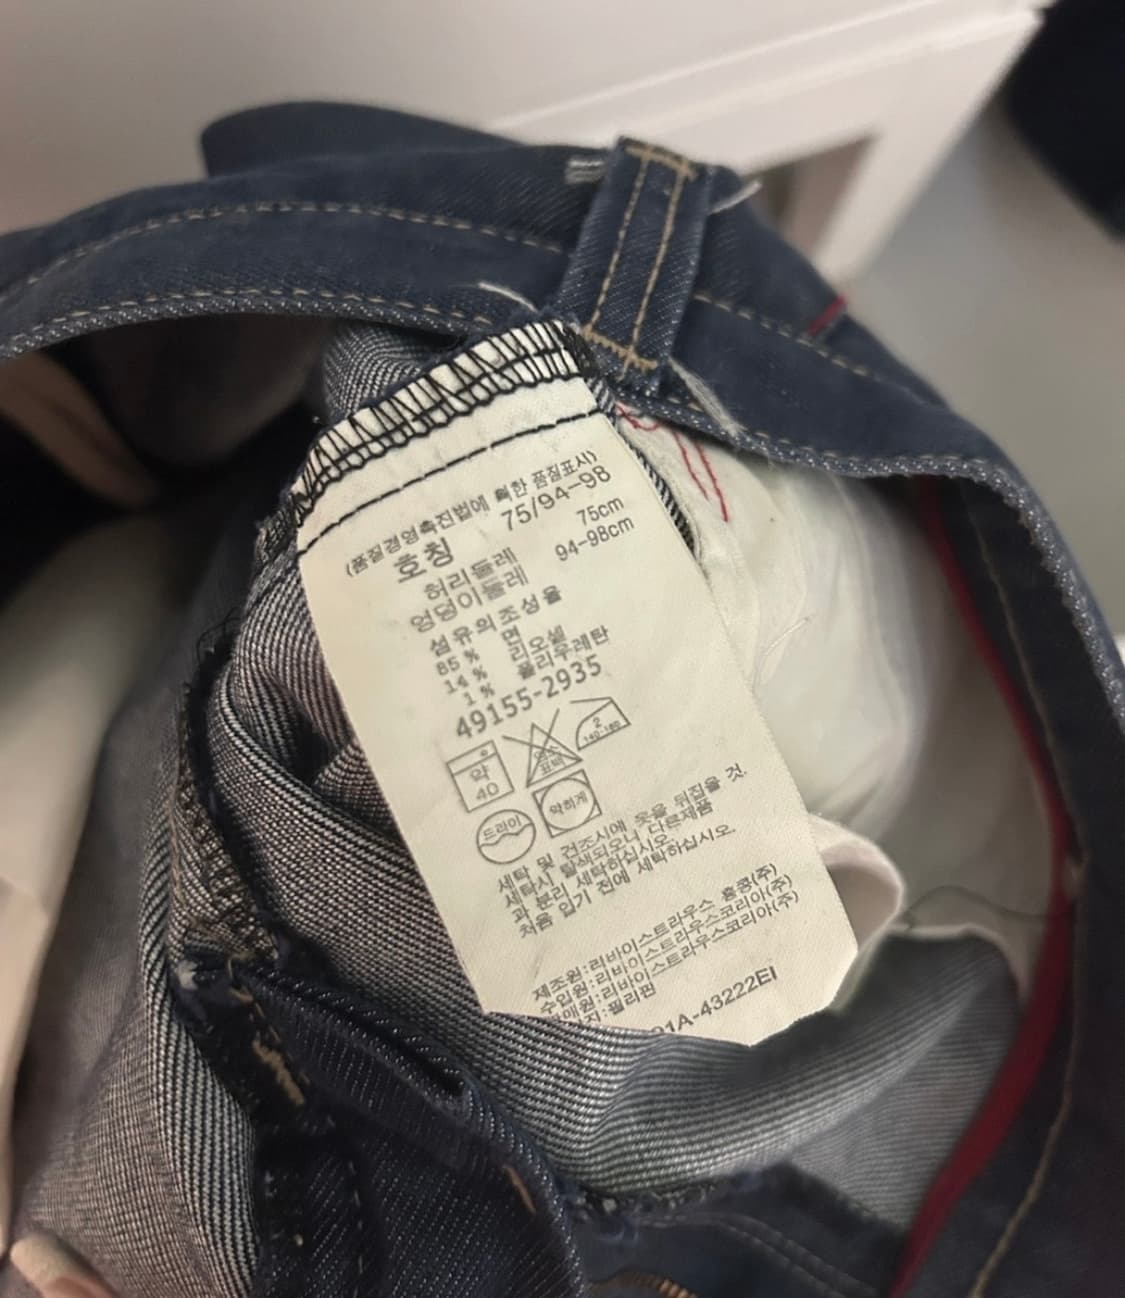 (품질경영촉진법에 의한 품질표시)
호칭 75/94-98
허리둘레 75cm
엉덩이둘레 94-98cm
섬유의조성율
85 % 면
14 % 리오셀
1 % 폴리우레탄
49155-2935
약 40
염소 표백
2 140-160
드라이
약하게
세탁 및 건조시에 옷을 뒤집을 것.
세탁시 탈색되오니 다른제품
과 분리 세탁하십시오.
처음 입기 전에 세탁하십시오.
제조원:리바이스트라우스 홍콩(주)
수입원:리바이스트라우스코리아(주)
매원:리바이스트라우스코리아(주)
지:필리핀
1A-43222EI